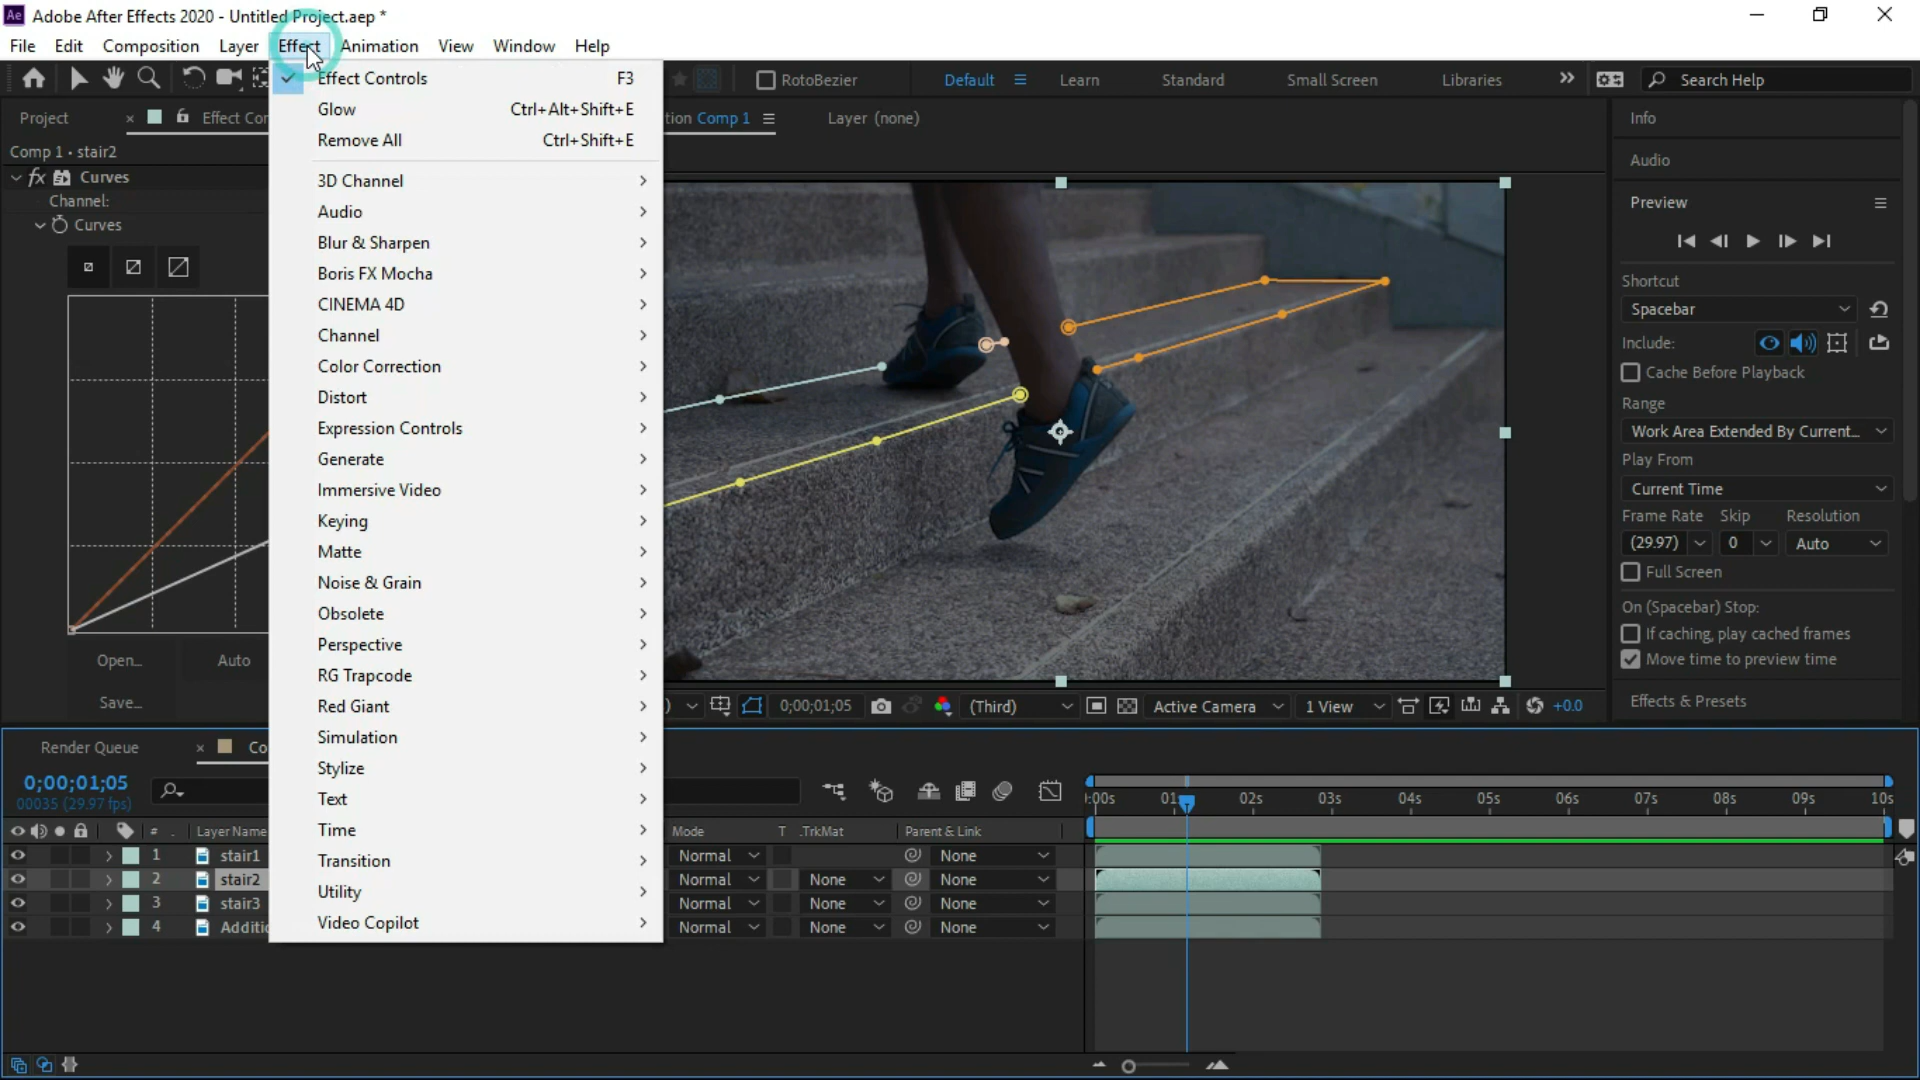 Ae Adobe After Effects 2020 - Untitled Project.aep *
File Edit Composition Layer Effect Animation View Window Help
RotoBezier Default Learn Standard Small Screen Libraries Search Help
Effect Controls F3
Glow Ctrl+Alt+Shift+E
Remove All Ctrl+Shift+E
3D Channel
Audio
Blur & Sharpen
Boris FX Mocha
CINEMA 4D
Channel
Color Correction
Distort
Expression Controls
Generate
Immersive Video
Keying
Matte
Noise & Grain
Obsolete
Perspective
RG Trapcode
Red Giant
Simulation
Stylize
Text
Time
Transition
Utility
Video Copilot
Project × Effect Cor
Comp 1 • stair2
fx Curves
Channel:
Curves
Open...
Auto
Save...
tion Comp 1
Layer (none)
) 0;00;01;05 (Third) Active Camera 1 View +0.0
Info
Audio
Preview
Shortcut
Spacebar
Include:
Cache Before Playback
Range
Work Area Extended By Current...
Play From
Current Time
Frame Rate Skip Resolution
(29.97) 0 Auto
Full Screen
On (Spacebar) Stop:
If caching, play cached frames
Move time to preview time
Effects & Presets
Render Queue × Co
0;00;01;05
00035 (29.97 fps)
# . Layer Name Mode T .TrkMat Parent & Link
1 stair1 Normal None
2 stair2 Normal None None
3 stair3 Normal None None
4 Additio Normal None None
):00s 01s 02s 03s 04s 05s 06s 07s 08s 09s 10s